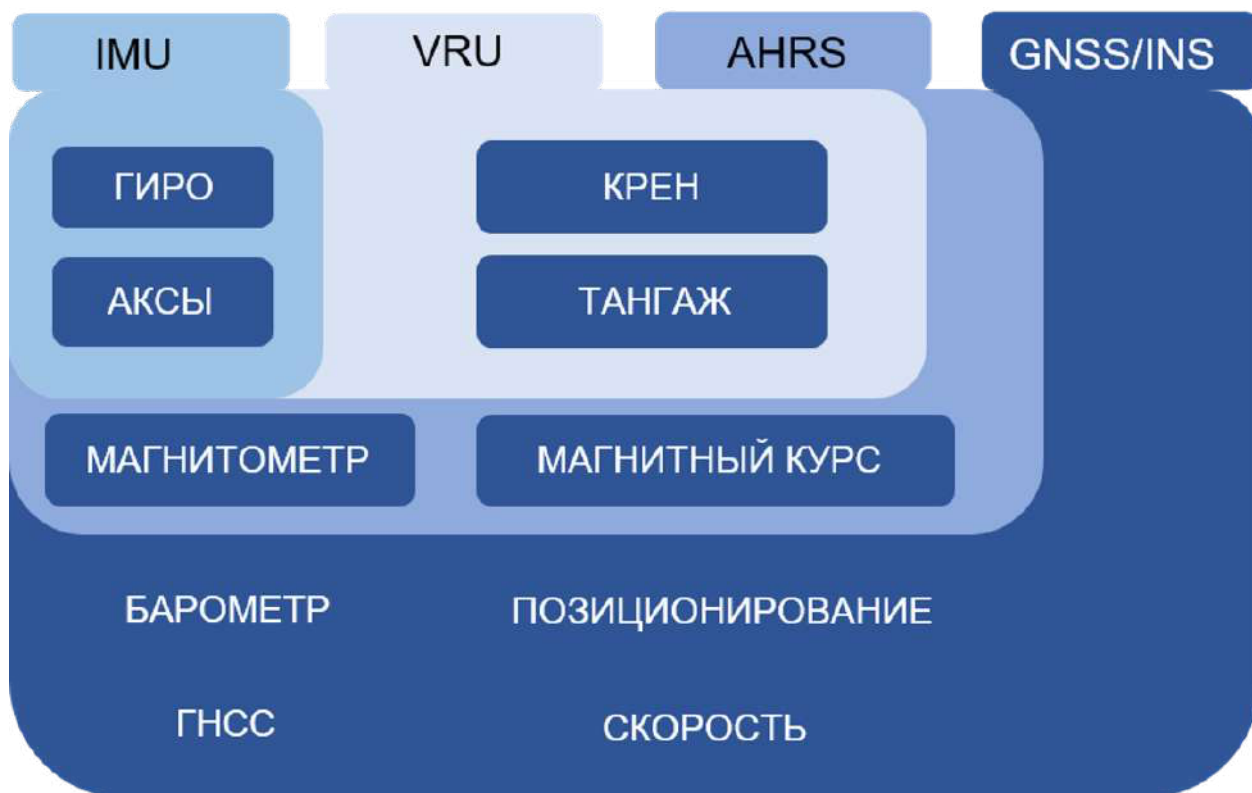 IMU VRU AHRS GNSS/INS
ГИРО КРЕН
АКСЫ ТАНГАЖ
МАГНИТОМЕТР МАГНИТНЫЙ КУРС
БАРОМЕТР ПОЗИЦИОНИРОВАНИЕ
ГНСС СКОРОСТЬ